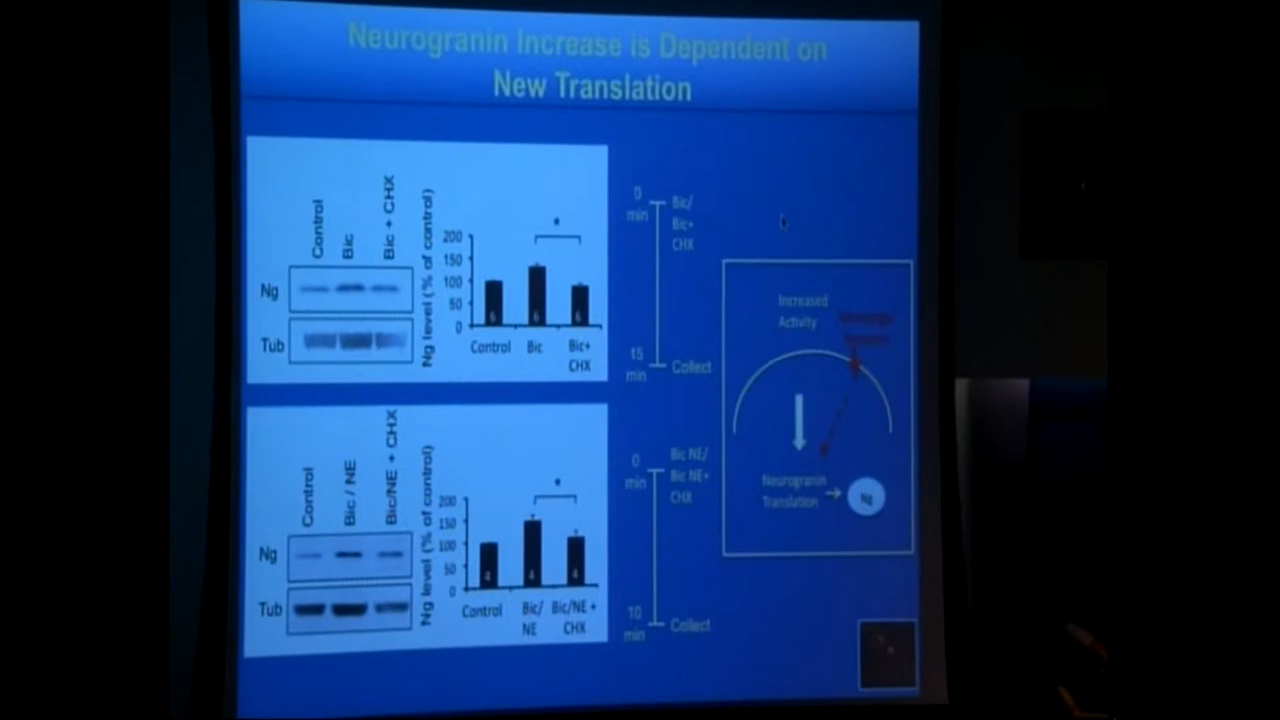 Neurogranin Increase is Dependent on
New Translation
Control
Bic
Bic + CHX
Ng
Tub
Ng level (% of control)
200
150
100
50
0
*
6
6
6
Control
Bic
Bic+
CHX
0
min
Bic/
Bic+
CHX
15
min
Collect
Control
Bic / NE
Bic/NE + CHX
Ng
Tub
Ng level (% of control)
200
150
100
50
0
*
4
4
4
Control
Bic/
NE
Bic/NE +
CHX
0
min
Bic NE/
Bic NE+
CHX
10
min
Collect
Increased
Activity
Neurogranin
Translation
Ng